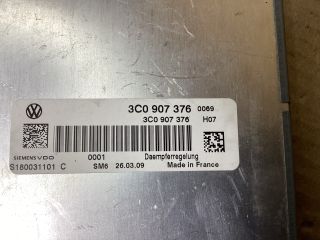 3C0 907 376 0069
3C0 907 376 H07
SIEMENS VDO 0001 Daempferregelung
S180031101 C SM6 26.03.09 Made in France